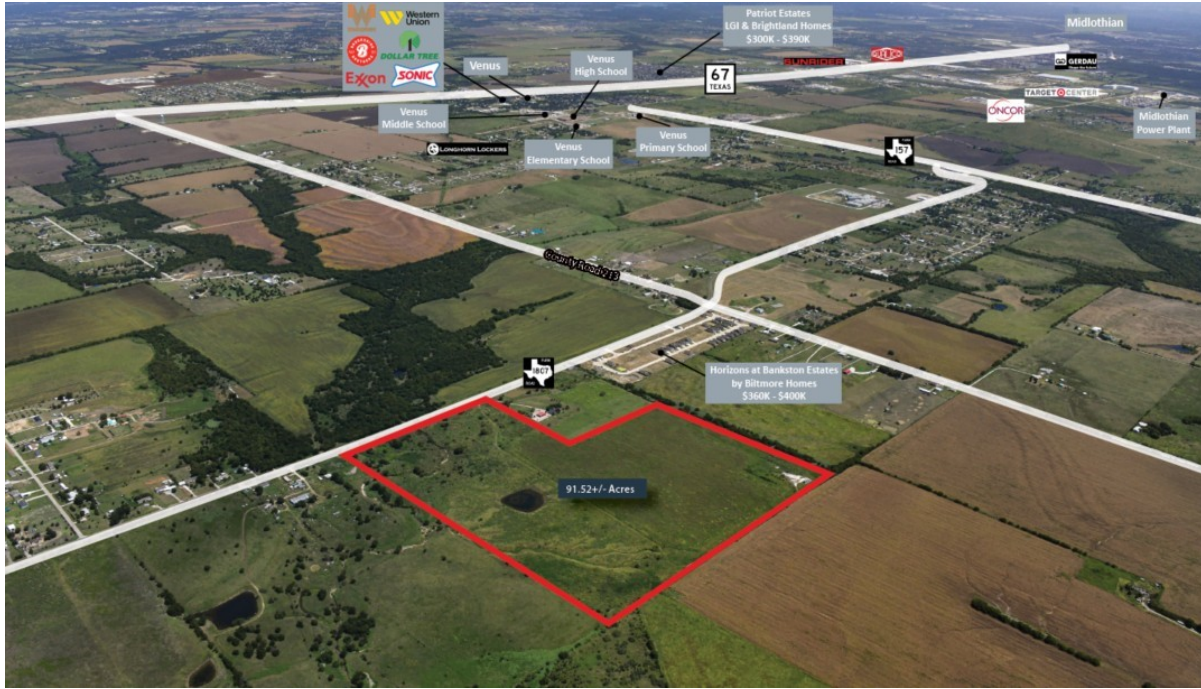 Western
Union
DOLLAR TREE
Exxon
SONIC
Venus
Venus
High School
Patriot Estates
LGI & Brightland Homes
$300K - $390K
Midlothian
67
TEXAS
SUNRIDER
GERDAU
TARGET CENTER
ONCOR
Midlothian
Power Plant
Venus
Middle School
LONGHORN LOCKERS
Venus
Elementary School
Venus
Primary School
157
County Road 213
1807
Horizons at Bankston Estates
by Biltmore Homes
$360K - $400K
91.52+/- Acres